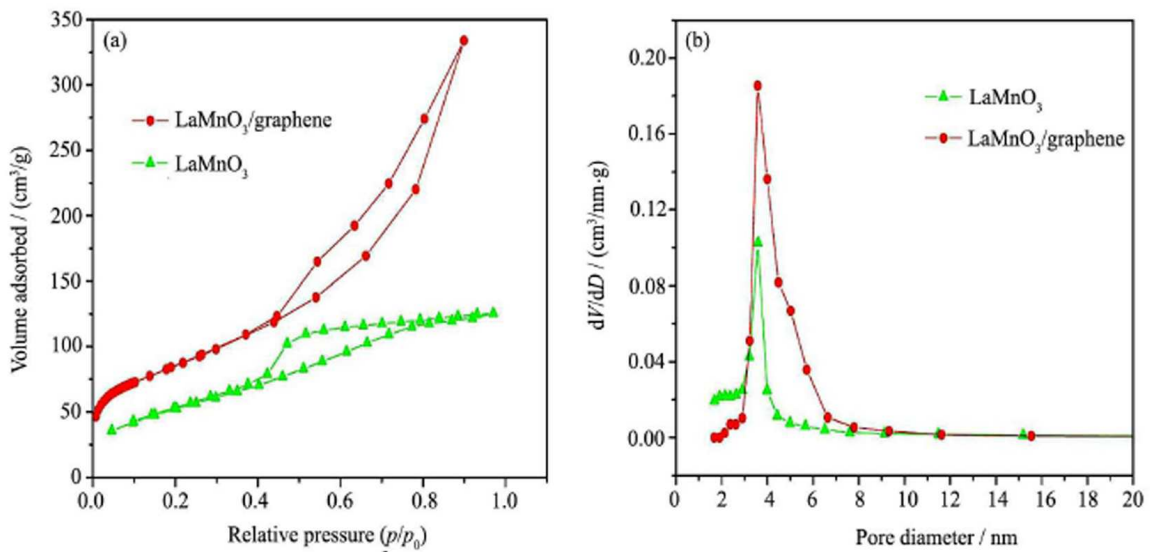 (a)
350
300
250
200
150
100
50
0
Volume adsorbed / (cm³/g)
LaMnO₃/graphene
LaMnO₃
0.0 0.2 0.4 0.6 0.8 1.0
Relative pressure (p/p₀)
(b)
0.20
0.16
0.12
0.08
0.04
0.00
dV/dD / (cm³/nm·g)
LaMnO₃
LaMnO₃/graphene
0 2 4 6 8 10 12 14 16 18 20
Pore diameter / nm